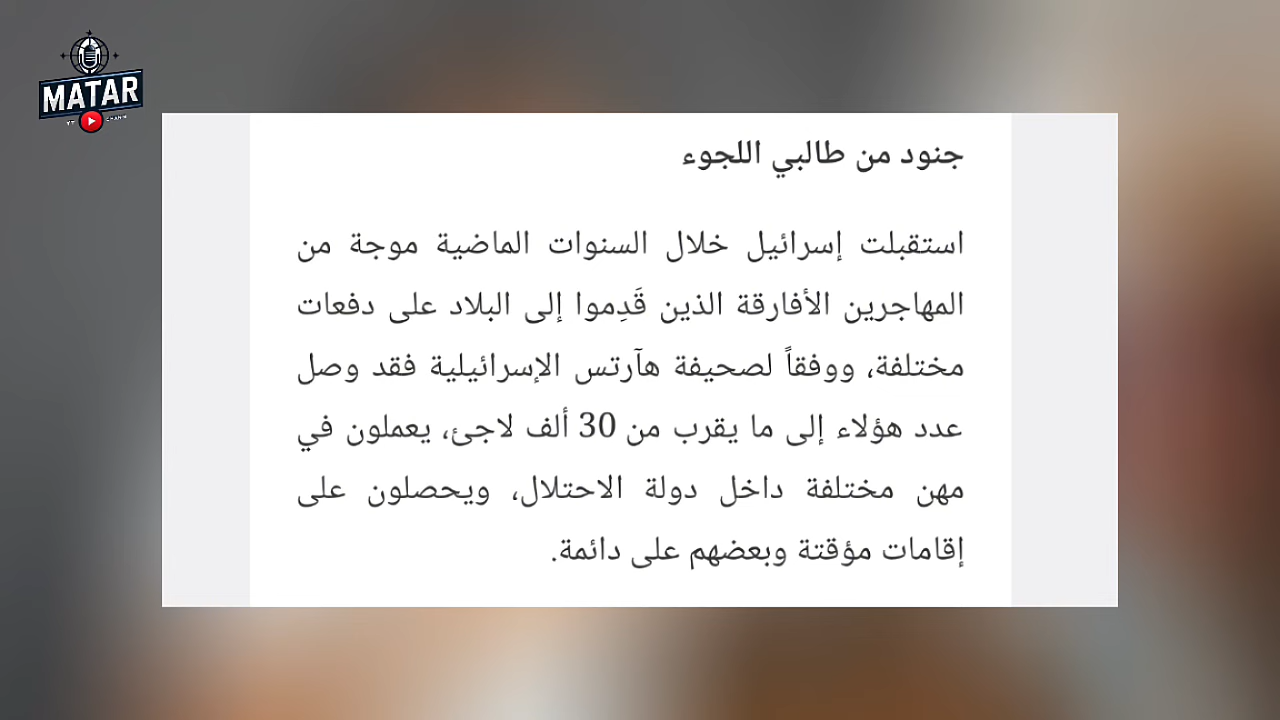 MATAR
جنود من طالبي اللجوء
استقبلت إسرائيل خلال السنوات الماضية موجة من
المهاجرين الأفارقة الذين قَدِموا إلى البلاد على دفعات
مختلفة، ووفقاً لصحيفة هآرتس الإسرائيلية فقد وصل
عدد هؤلاء إلى ما يقرب من 30 ألف لاجئ، يعملون في
مهن مختلفة داخل دولة الاحتلال، ويحصلون على
إقامات مؤقتة وبعضهم على دائمة.